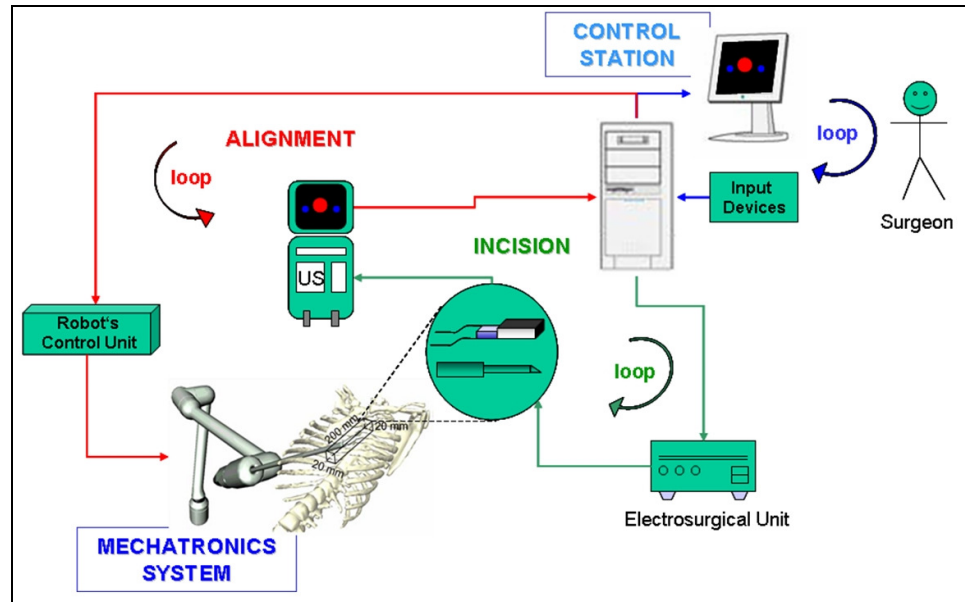 CONTROL
STATION
loop
Surgeon
Input
Devices
ALIGNMENT
loop
INCISION
US
Robot's
Control Unit
loop
200 mm
20 mm
20 mm
Electrosurgical Unit
MECHATRONICS
SYSTEM